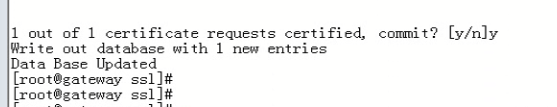 1 out of 1 certificate requests certified, commit? [y/n]y
Write out database with 1 new entries
Data Base Updated
[root@gateway ssl]#
[root@gateway ssl]#